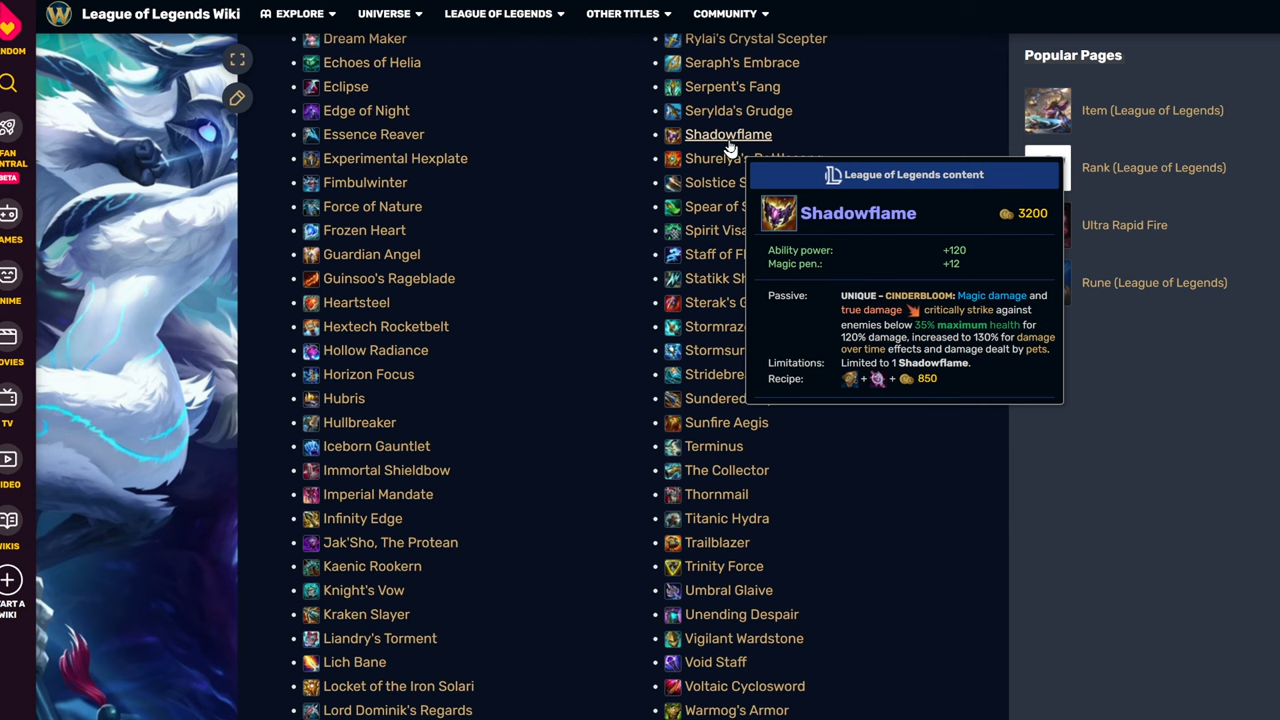 League of Legends Wiki
EXPLORE
UNIVERSE
LEAGUE OF LEGENDS
OTHER TITLES
COMMUNITY
NDOM
FAN
ENTRAL
BETA
AMES
NIME
OVIES
TV
IDEO
WIKIS
TART A
WIKI
Dream Maker
Echoes of Helia
Eclipse
Edge of Night
Essence Reaver
Experimental Hexplate
Fimbulwinter
Force of Nature
Frozen Heart
Guardian Angel
Guinsoo's Rageblade
Heartsteel
Hextech Rocketbelt
Hollow Radiance
Horizon Focus
Hubris
Hullbreaker
Iceborn Gauntlet
Immortal Shieldbow
Imperial Mandate
Infinity Edge
Jak'Sho, The Protean
Kaenic Rookern
Knight's Vow
Kraken Slayer
Liandry's Torment
Lich Bane
Locket of the Iron Solari
Lord Dominik's Regards
Rylai's Crystal Scepter
Seraph's Embrace
Serpent's Fang
Serylda's Grudge
Shadowflame
Shurelya's
Solstice S
Spear of S
Spirit Visa
Staff of Fl
Statikk Sh
Sterak's G
Stormraz
Stormsur
Stridebre
Sundered
Sunfire Aegis
Terminus
The Collector
Thornmail
Titanic Hydra
Trailblazer
Trinity Force
Umbral Glaive
Unending Despair
Vigilant Wardstone
Void Staff
Voltaic Cyclosword
Warmog's Armor
League of Legends content
Shadowflame 3200
Ability power: +120
Magic pen.: +12
Passive: UNIQUE – CINDERBLOOM: Magic damage and
true damage critically strike against
enemies below 35% maximum health for
120% damage, increased to 130% for damage
over time effects and damage dealt by pets.
Limitations: Limited to 1 Shadowflame.
Recipe: + + 850
Popular Pages
Item (League of Legends)
Rank (League of Legends)
Ultra Rapid Fire
Rune (League of Legends)